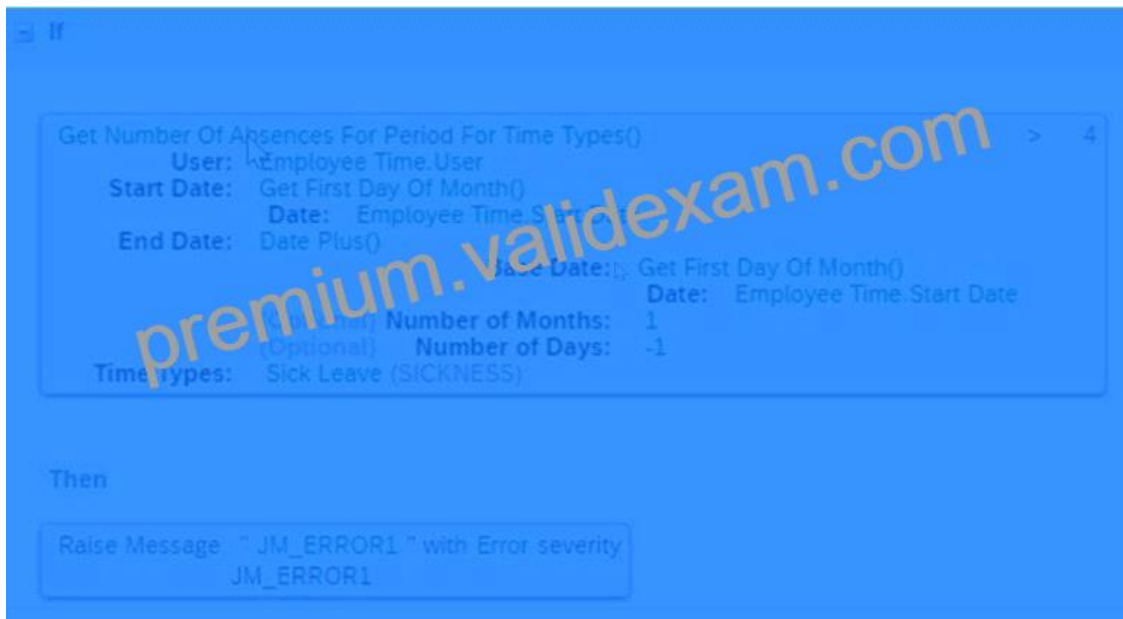 If
Get Number Of Absences For Period For Time Types() > 4
User: Employee Time.User
Start Date: Get First Day Of Month()
Date: Employee Time.Start Date
End Date: Date Plus()
Base Date: Get First Day Of Month()
Date: Employee Time.Start Date
(Optional) Number of Months: 1
(Optional) Number of Days: -1
Time Types: Sick Leave (SICKNESS)
premium.validexam.com
Then
Raise Message " JM_ERROR1 " with Error severity
JM_ERROR1